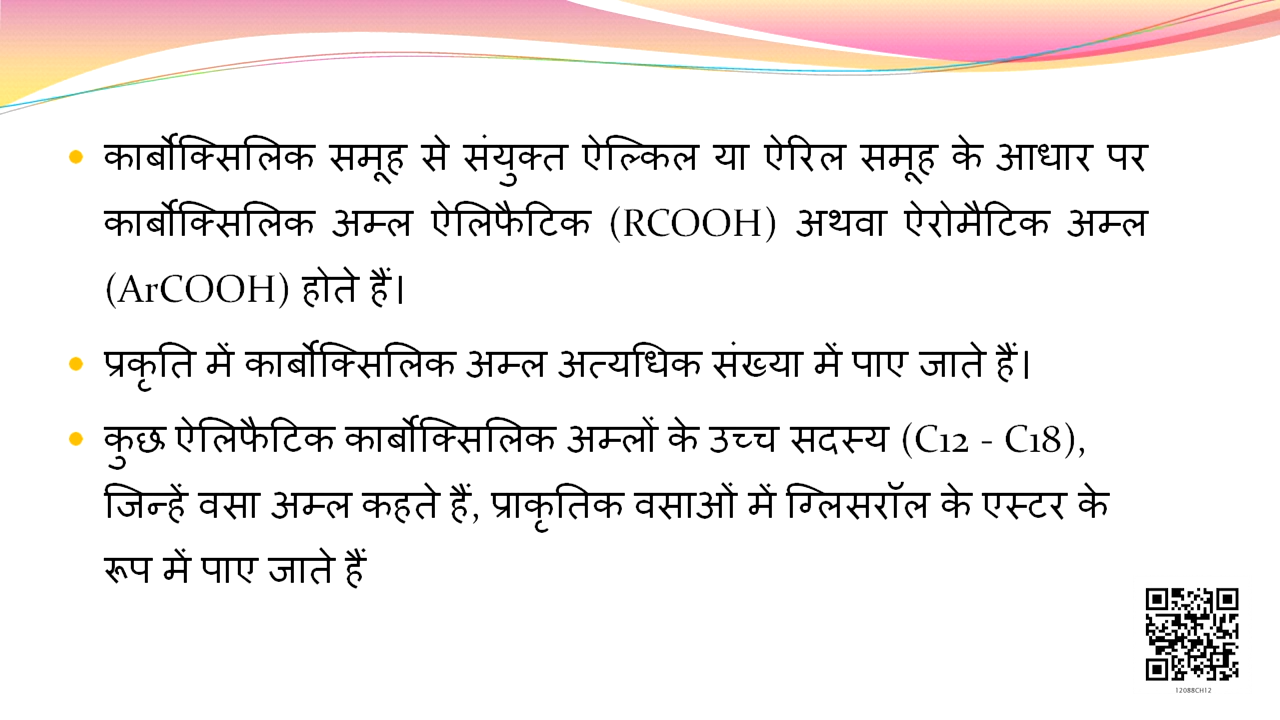 कार्बोक्सिलिक समूह से संयुक्त ऐल्किल या ऐरिल समूह के आधार पर
कार्बोक्सिलिक अम्ल ऐलिफैटिक (RCOOH) अथवा ऐरोमैटिक अम्ल
(ArCOOH) होते हैं।
प्रकृति में कार्बोक्सिलिक अम्ल अत्यधिक संख्या में पाए जाते हैं।
कुछ ऐलिफैटिक कार्बोक्सिलिक अम्लों के उच्च सदस्य (C12 - C18),
जिन्हें वसा अम्ल कहते हैं, प्राकृतिक वसाओं में ग्लिसरॉल के एस्टर के
रूप में पाए जाते हैं
12088CH12